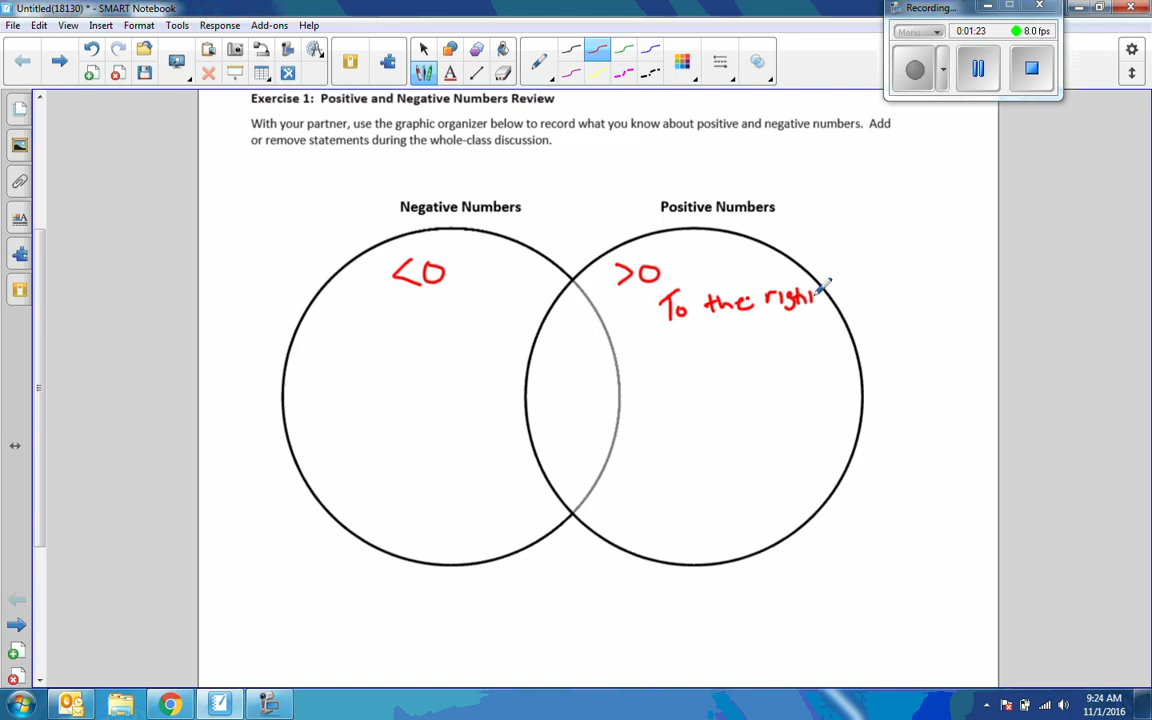 Untitled(18130) * - SMART Notebook
Recording...
File Edit View Insert Format Tools Response Add-ons Help
Menu 0:01:23 8.0 fps
Exercise 1: Positive and Negative Numbers Review
With your partner, use the graphic organizer below to record what you know about positive and negative numbers. Add
or remove statements during the whole-class discussion.
Negative Numbers Positive Numbers
<0 >0
To the righ
9:24 AM
11/1/2016